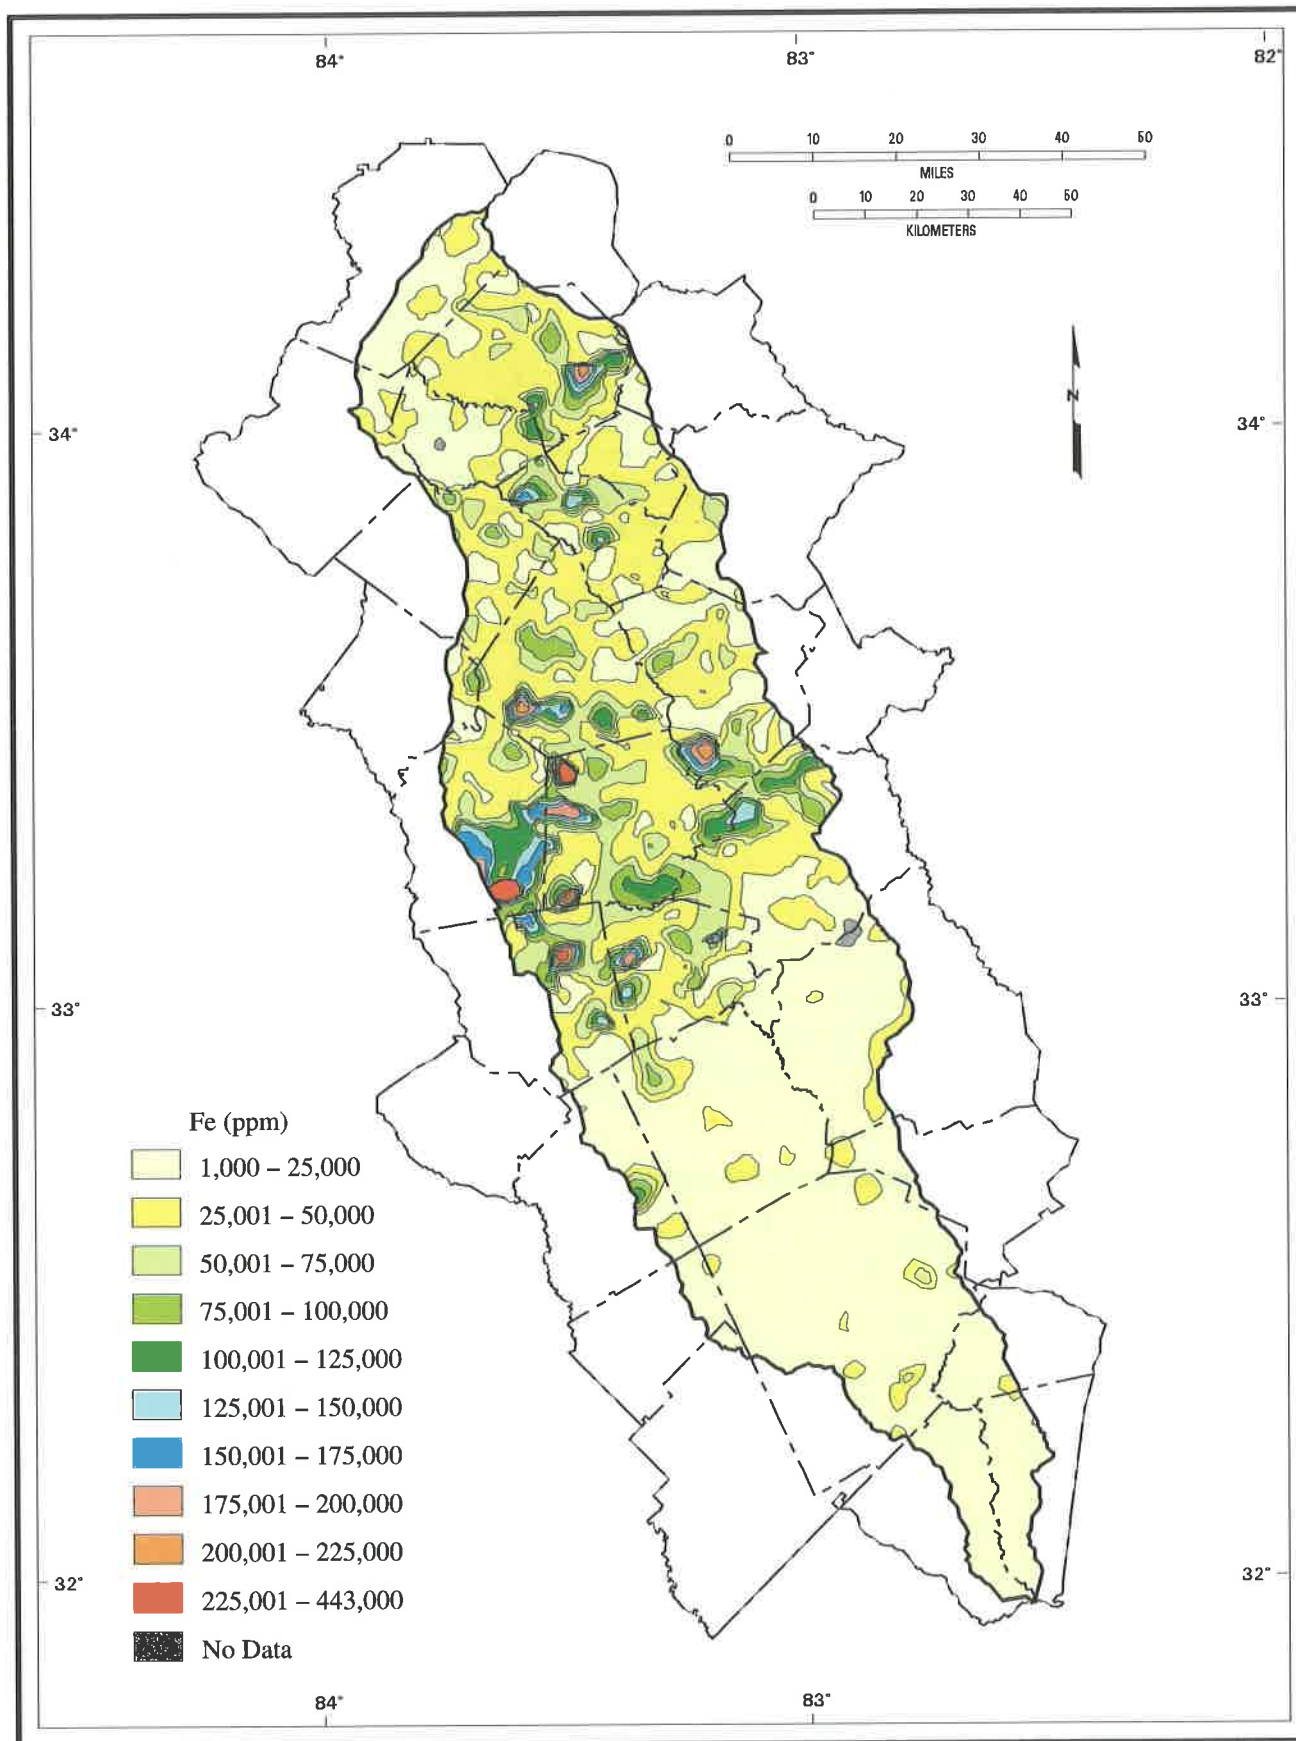 84° 83° 82°
0 10 20 30 40 50
MILES
0 10 20 30 40 50
KILOMETERS
N
34° 34°
33° 33°
Fe (ppm)
1,000 – 25,000
25,001 – 50,000
50,001 – 75,000
75,001 – 100,000
100,001 – 125,000
125,001 – 150,000
150,001 – 175,000
175,001 – 200,000
200,001 – 225,000
225,001 – 443,000
No Data
32° 32°
84° 83°